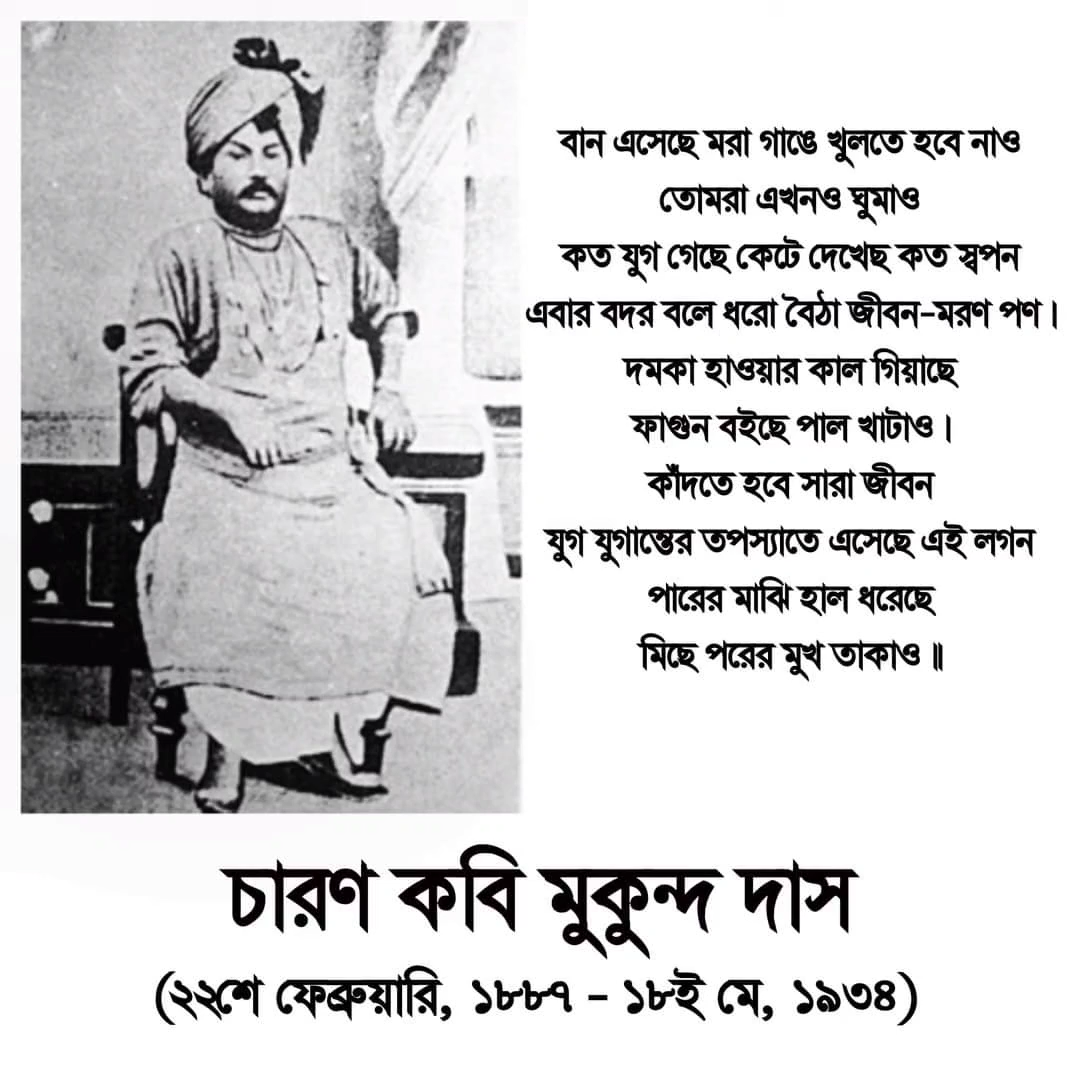 বান এসেছে মরা গাঙে খুলতে হবে নাও
তোমরা এখনও ঘুমাও
কত যুগ গেছে কেটে দেখেছ কত স্বপন
এবার বদর বলে ধরো বৈঠা জীবন-মরণ পণ।
দমকা হাওয়ার কাল গিয়াছে
ফাগুন বইছে পাল খাটাও।
কাঁদতে হবে সারা জীবন
যুগ যুগান্তের তপস্যাতে এসেছে এই লগন
পারের মাঝি হাল ধরেছে
মিছে পরের মুখ তাকাও॥
চারণ কবি মুকুন্দ দাস
(২২শে ফেব্রুয়ারি, ১৮৮৭ - ১৮ই মে, ১৯৩৪)